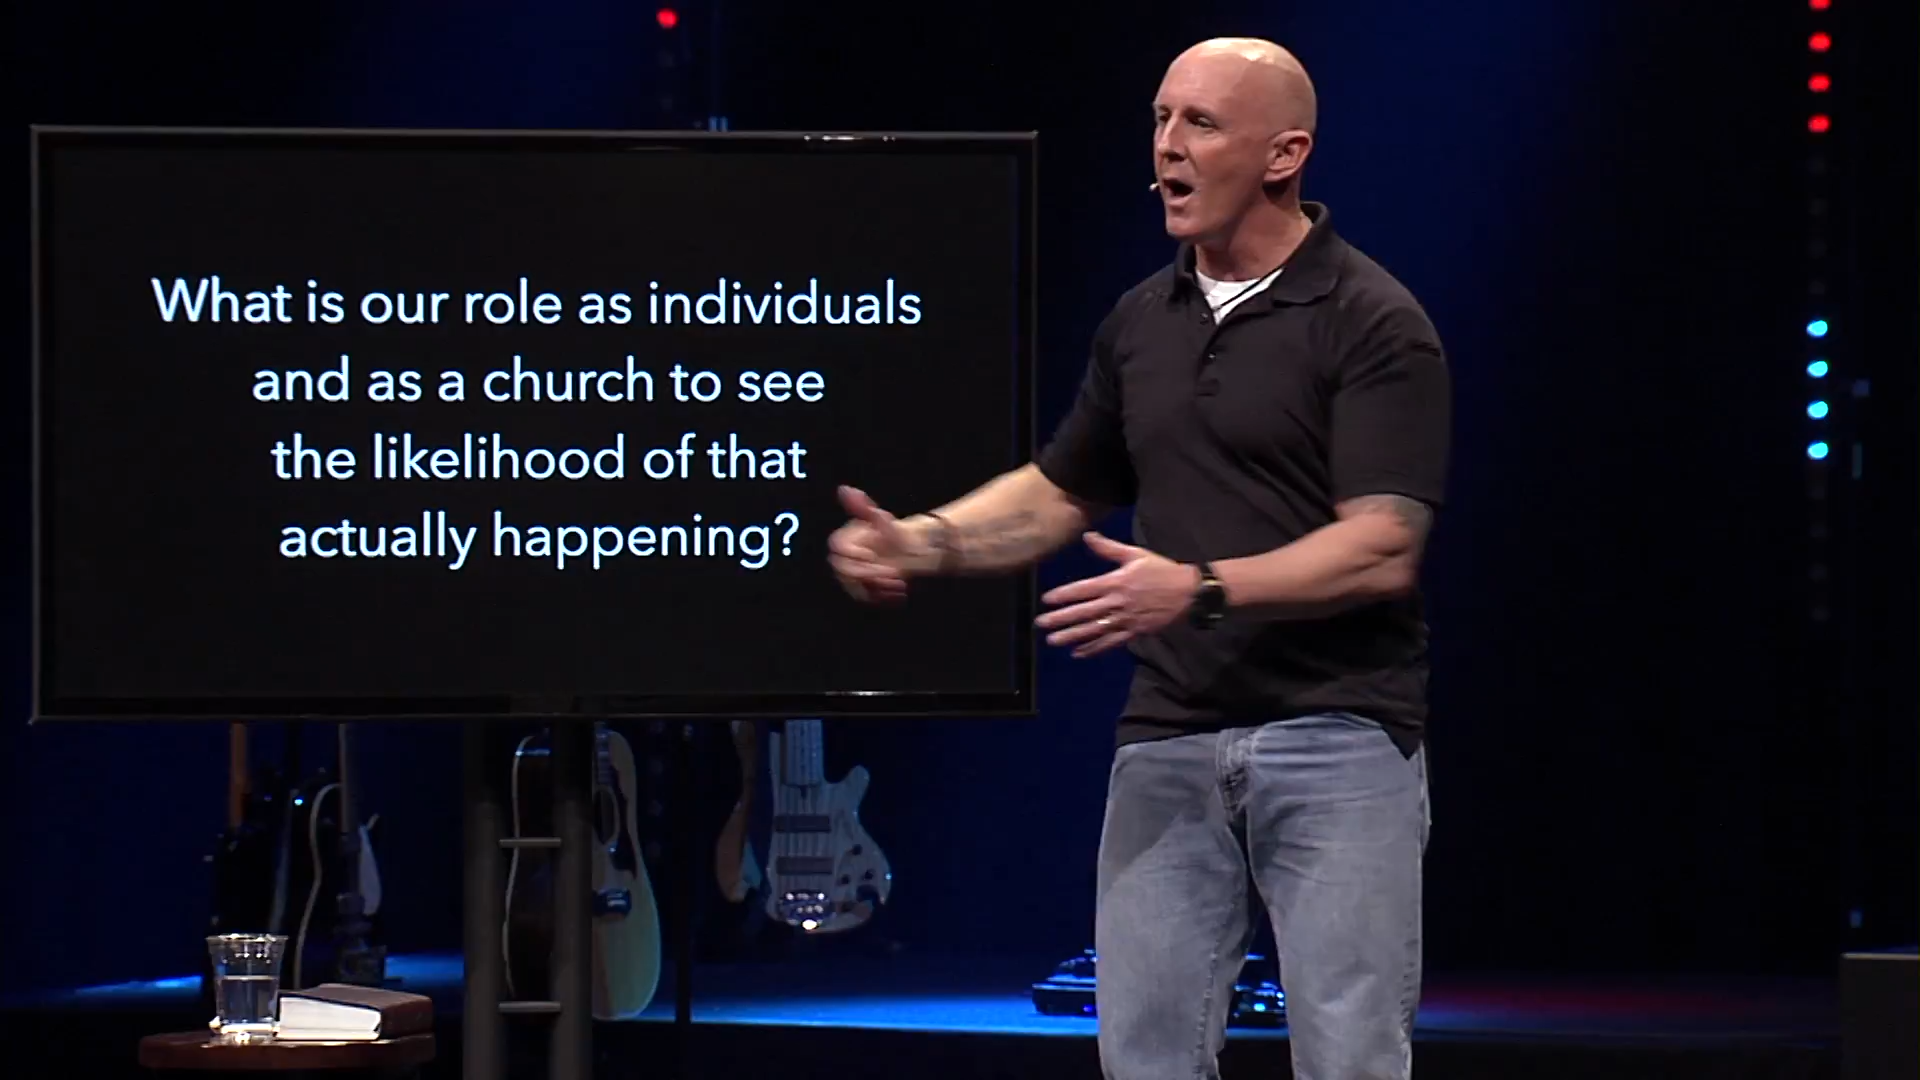 What is our role as individuals
and as a church to see
the likelihood of that
actually happening?